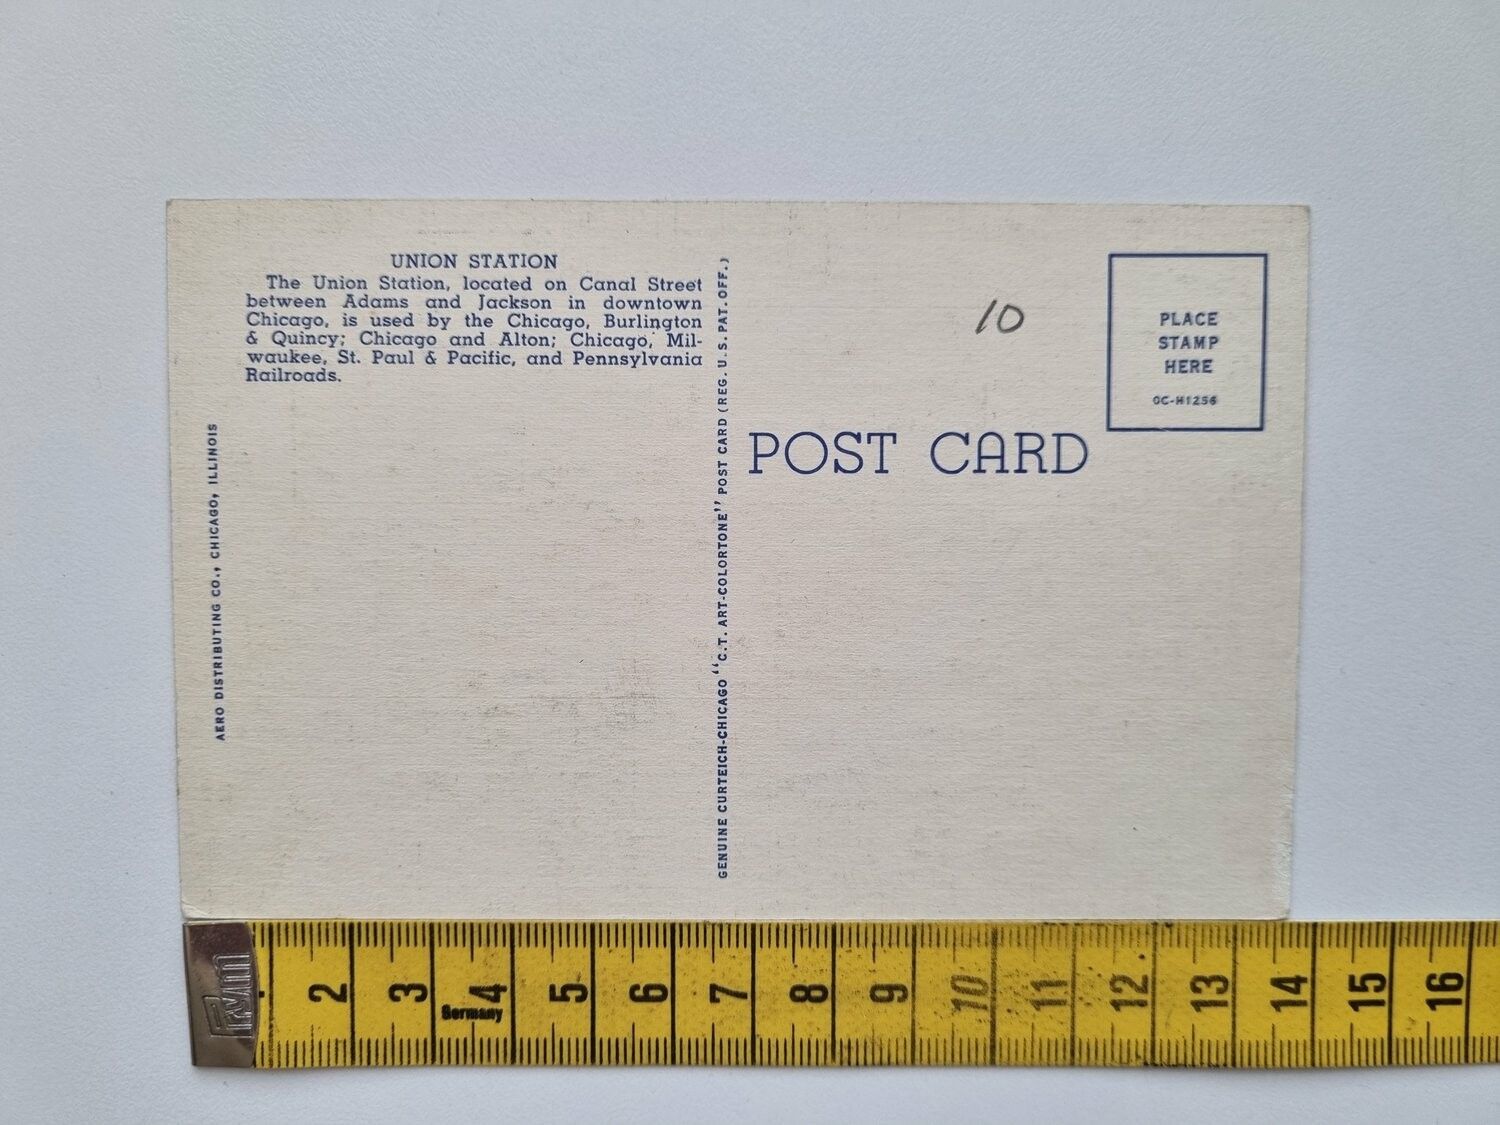 UNION STATION
The Union Station, located on Canal Street
between Adams and Jackson in downtown
Chicago, is used by the Chicago, Burlington
& Quincy; Chicago and Alton; Chicago, Mil-
waukee, St. Paul & Pacific, and Pennsylvania
Railroads.
AERO DISTRIBUTING CO., CHICAGO, ILLINOIS
GENUINE CURTEICH-CHICAGO "C.T. ART-COLORTONE" POST CARD (REG. U. S. PAT. OFF.)
10
PLACE
STAMP
HERE
OC-H1256
POST CARD
2 3 4 5 6 7 8 9 10 11 12 13 14 15 16
Germany